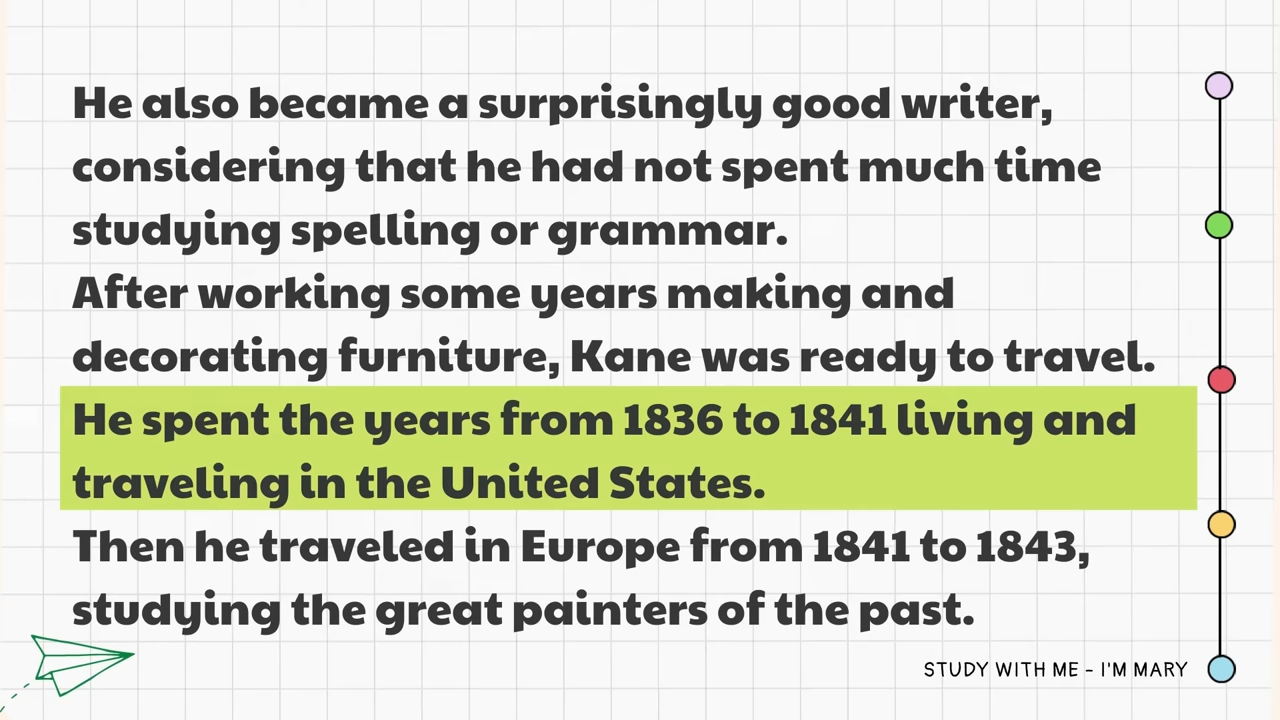 He also became a surprisingly good writer,
considering that he had not spent much time
studying spelling or grammar.
After working some years making and
decorating furniture, Kane was ready to travel.
He spent the years from 1836 to 1841 living and
traveling in the United States.
Then he traveled in Europe from 1841 to 1843,
studying the great painters of the past.
STUDY WITH ME - I'M MARY